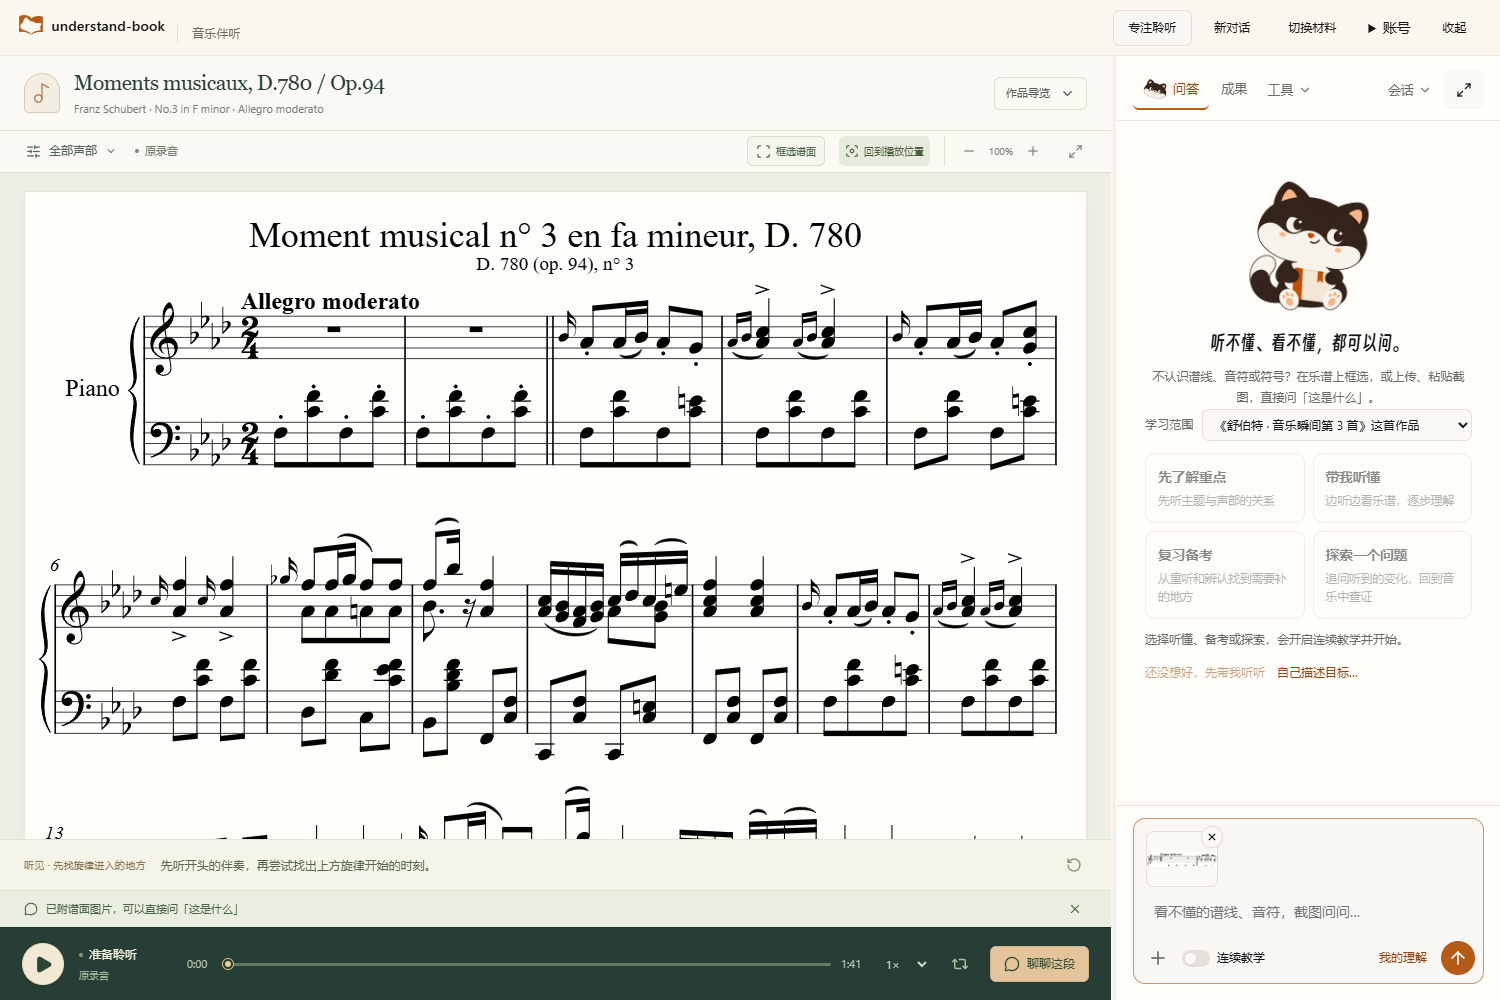 understand-book
音乐伴听
专注聆听
新对话
切换材料
▶ 账号
收起
Moments musicaux, D.780 / Op.94
Franz Schubert · No.3 in F minor · Allegro moderato
作品导览
全部声部
• 原录音
框选谱面
回到播放位置
100%
Moment musical n° 3 en fa mineur, D. 780
D. 780 (op. 94), n° 3
Allegro moderato
Piano
6
13
听见 · 先找旋律进入的地方
先听开头的伴奏，再尝试找出上方旋律开始的时刻。
已附谱面图片，可以直接问「这是什么」
• 准备聆听
原录音
0:00
1:41
1×
聊聊这段
问答
成果
工具
会话
听不懂、看不懂，都可以问。
不认识谱线、音符或符号？在乐谱上框选，或上传、粘贴截
图，直接问「这是什么」。
学习范围
《舒伯特 · 音乐瞬间第 3 首》这首作品
先了解重点
先听主题与声部的关系
带我听懂
边听边看乐谱，逐步理解
复习备考
从重听和辨认找到需要补
的地方
探索一个问题
追问听到的变化，回到音
乐中查证
选择听懂、备考或探索，会开启连续教学并开始。
还没想好，先带我听听
自己描述目标...
看不懂的谱线、音符，截图问问...
连续教学
我的理解